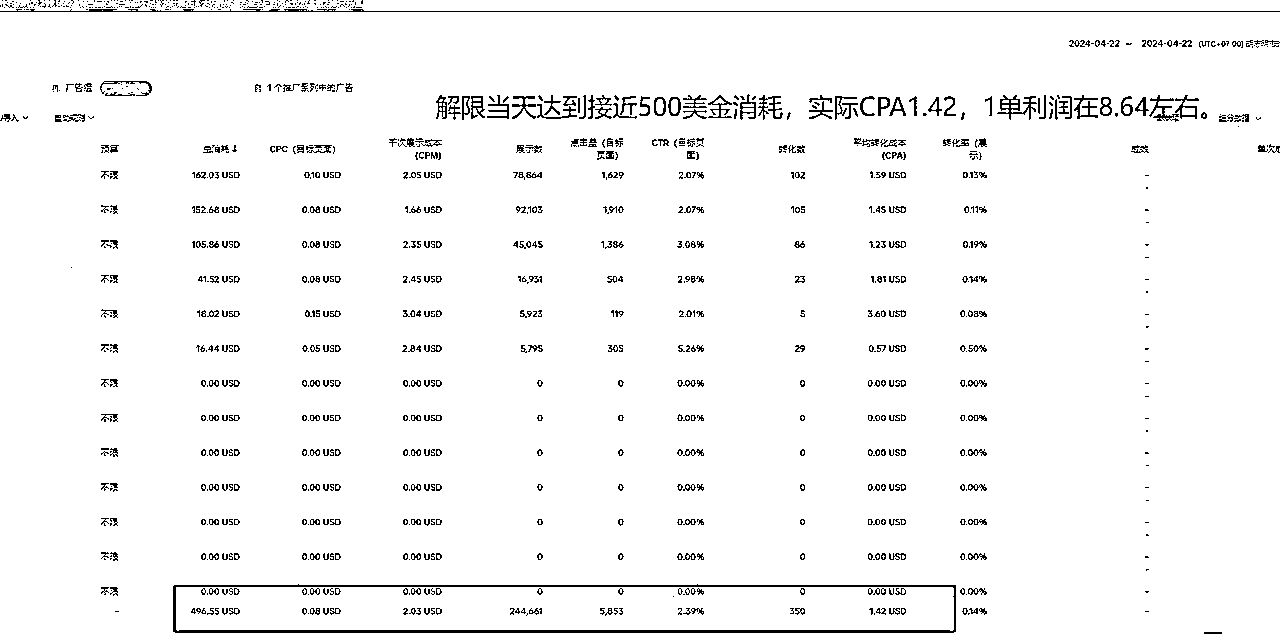 2024-04-22 ~ 2024-04-22 (UTC+07:00) 胡志明市
广告组 1个推广系列中的广告
解限当天达到接近500美金消耗，实际CPA1.42，1单利润在8.64左右。
导入 自动规则
预算 总消耗↓ CPC（目标页面） 千次展示成本（CPM） 展示数 点击量（目标页面） CTR（目标页面） 转化数 平均转化成本（CPA） 转化率（展示） 成效
不限 162.03 USD 0.10 USD 2.05 USD 78,864 1,629 2.07% 102 1.59 USD 0.13% -
不限 152.68 USD 0.08 USD 1.66 USD 92,103 1,910 2.07% 105 1.45 USD 0.11% -
不限 105.86 USD 0.08 USD 2.35 USD 45,045 1,386 3.08% 86 1.23 USD 0.19% -
不限 41.52 USD 0.08 USD 2.45 USD 16,931 504 2.98% 23 1.81 USD 0.14% -
不限 18.02 USD 0.15 USD 3.04 USD 5,923 119 2.01% 5 3.60 USD 0.08% -
不限 16.44 USD 0.05 USD 2.84 USD 5,795 305 5.26% 29 0.57 USD 0.50% -
不限 0.00 USD 0.00 USD 0.00 USD 0 0 0.00% 0 0.00 USD 0.00% -
不限 0.00 USD 0.00 USD 0.00 USD 0 0 0.00% 0 0.00 USD 0.00% -
不限 0.00 USD 0.00 USD 0.00 USD 0 0 0.00% 0 0.00 USD 0.00% -
不限 0.00 USD 0.00 USD 0.00 USD 0 0 0.00% 0 0.00 USD 0.00% -
不限 0.00 USD 0.00 USD 0.00 USD 0 0 0.00% 0 0.00 USD 0.00% -
不限 0.00 USD 0.00 USD 0.00 USD 0 0 0.00% 0 0.00 USD 0.00% -
不限 0.00 USD 0.00 USD 0.00 USD 0 0 0.00% 0 0.00 USD 0.00% -
- 496.55 USD 0.08 USD 2.03 USD 244,661 5,853 2.39% 350 1.42 USD 0.14% -